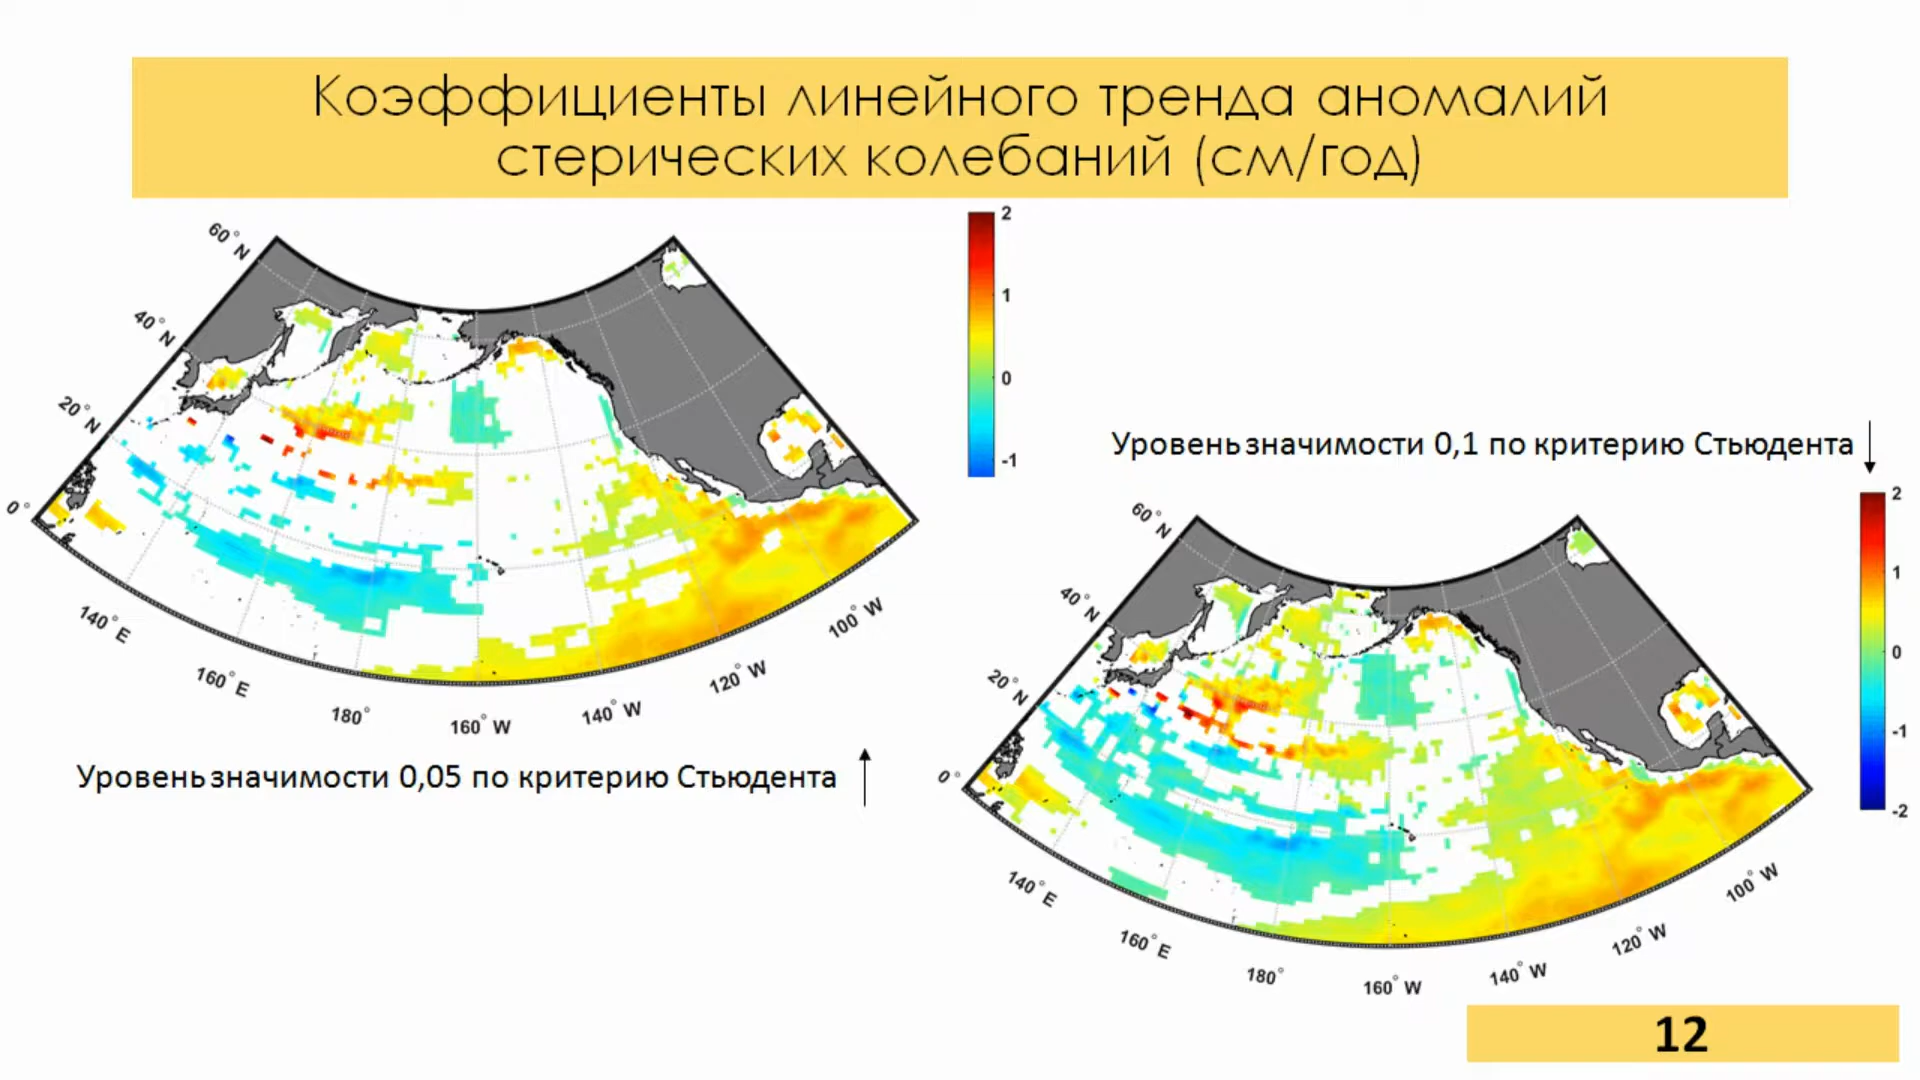 Коэффициенты линейного тренда аномалий
стерических колебаний (см/год)
60° N
40° N
20° N
0°
140° E
160° E
180°
160° W
140° W
120° W
100° W
2
1
0
-1
Уровень значимости 0,05 по критерию Стьюдента
Уровень значимости 0,1 по критерию Стьюдента
60° N
40° N
20° N
0°
140° E
160° E
180°
160° W
140° W
120° W
100° W
2
1
0
-1
-2
12